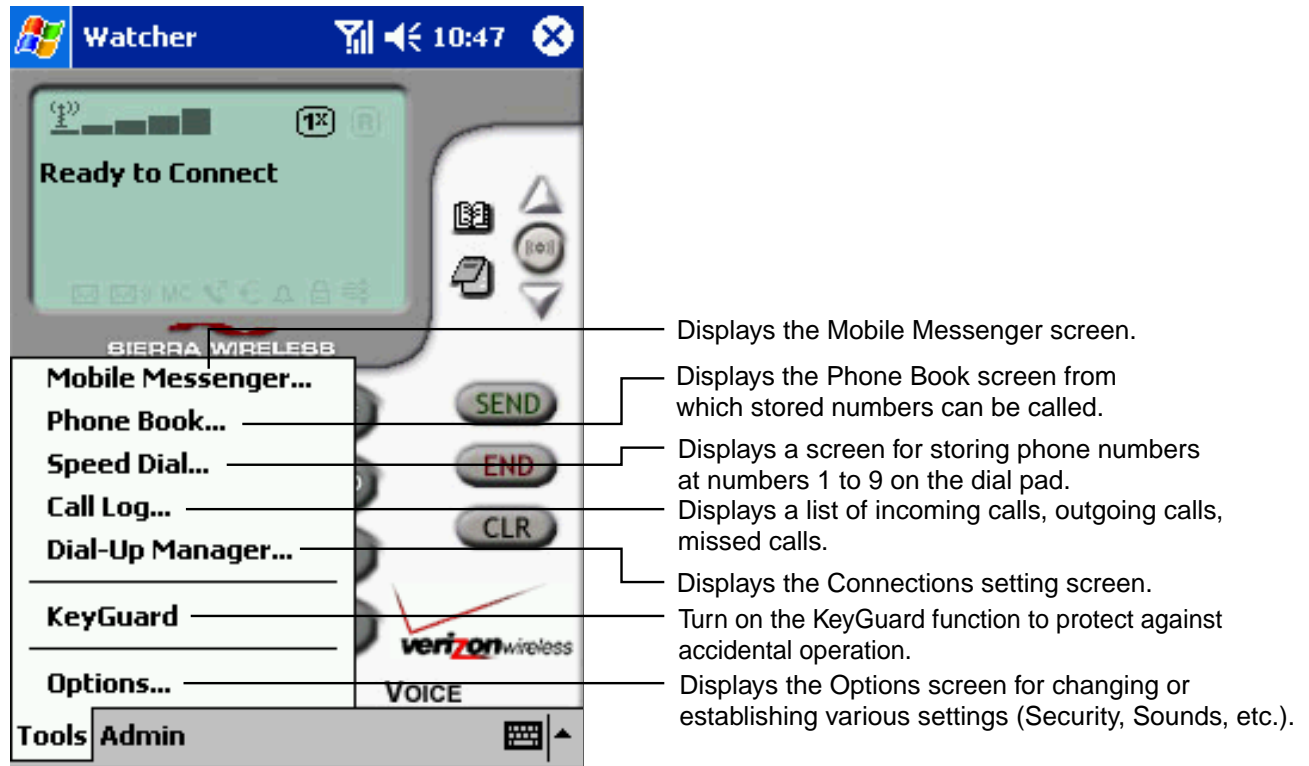 Watcher 10:47
1X R
Ready to Connect
MC
SIERRA WIRELESS
Mobile Messenger...
Phone Book...
Speed Dial...
Call Log...
Dial-Up Manager...
KeyGuard
Options...
Tools Admin
SEND
END
CLR
verizon wireless
VOICE
Displays the Mobile Messenger screen.
Displays the Phone Book screen from
which stored numbers can be called.
Displays a screen for storing phone numbers
at numbers 1 to 9 on the dial pad.
Displays a list of incoming calls, outgoing calls,
missed calls.
Displays the Connections setting screen.
Turn on the KeyGuard function to protect against
accidental operation.
Displays the Options screen for changing or
establishing various settings (Security, Sounds, etc.).